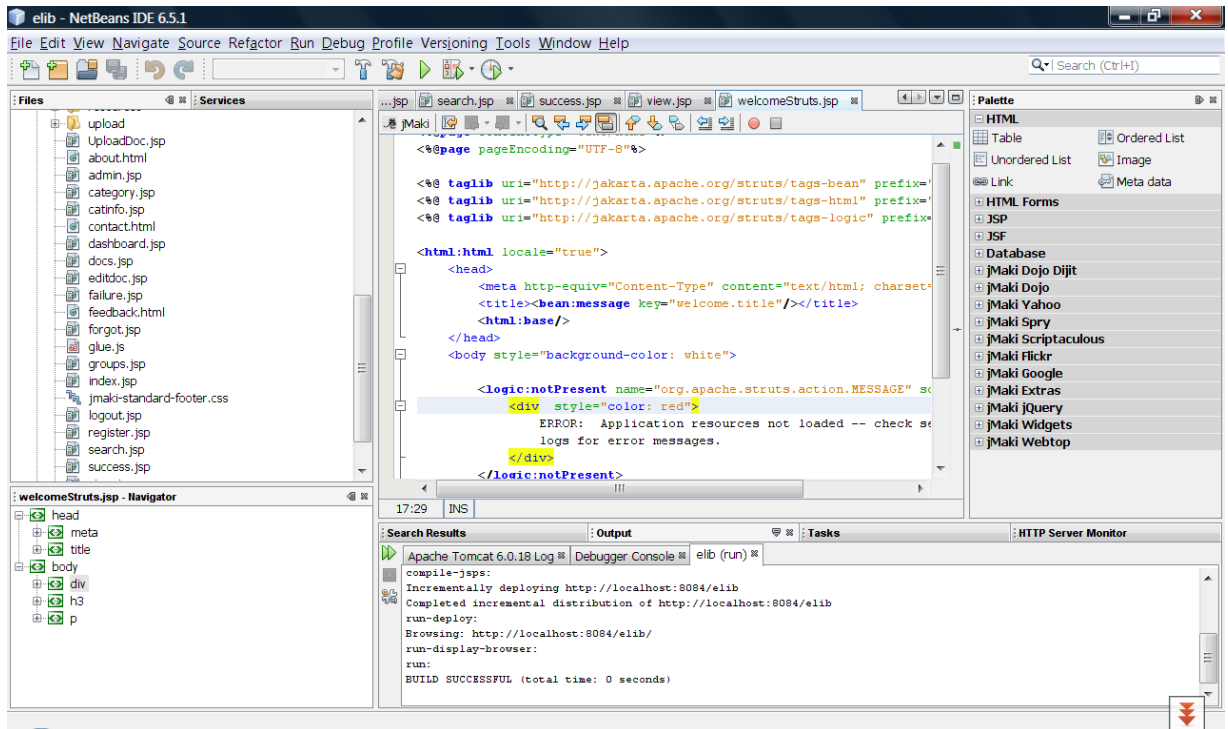 elib - NetBeans IDE 6.5.1
File Edit View Navigate Source Refactor Run Debug Profile Versioning Tools Window Help
Search (Ctrl+I)
Files
Services
upload
UploadDoc.jsp
about.html
admin.jsp
category.jsp
catinfo.jsp
contact.html
dashboard.jsp
docs.jsp
editdoc.jsp
failure.jsp
feedback.html
forgot.jsp
glue.js
groups.jsp
index.jsp
jmaki-standard-footer.css
logout.jsp
register.jsp
search.jsp
success.jsp
welcomeStruts.jsp - Navigator
head
meta
title
body
div
h3
p
...jsp search.jsp success.jsp view.jsp welcomeStruts.jsp
jMaki
<%@page pageEncoding="UTF-8"%>
<%@ taglib uri="http://jakarta.apache.org/struts/tags-bean" prefix="
<%@ taglib uri="http://jakarta.apache.org/struts/tags-html" prefix="
<%@ taglib uri="http://jakarta.apache.org/struts/tags-logic" prefix=
<html:html locale="true">
<head>
<meta http-equiv="Content-Type" content="text/html; charset=
<title><bean:message key="welcome.title"/></title>
<html:base/>
</head>
<body style="background-color: white">
<logic:notPresent name="org.apache.struts.action.MESSAGE" sc
<div style="color: red">
ERROR: Application resources not loaded -- check se
logs for error messages.
</div>
</logic:notPresent>
17:29 INS
Palette
HTML
Table Ordered List
Unordered List Image
Link Meta data
HTML Forms
JSP
JSF
Database
jMaki Dojo Dijit
jMaki Dojo
jMaki Yahoo
jMaki Spry
jMaki Scriptaculous
jMaki Flickr
jMaki Google
jMaki Extras
jMaki jQuery
jMaki Widgets
jMaki Webtop
Search Results
Output
Tasks
HTTP Server Monitor
Apache Tomcat 6.0.18 Log Debugger Console elib (run)
compile-jsps:
Incrementally deploying http://localhost:8084/elib
Completed incremental distribution of http://localhost:8084/elib
run-deploy:
Browsing: http://localhost:8084/elib/
run-display-browser:
run:
BUILD SUCCESSFUL (total time: 0 seconds)